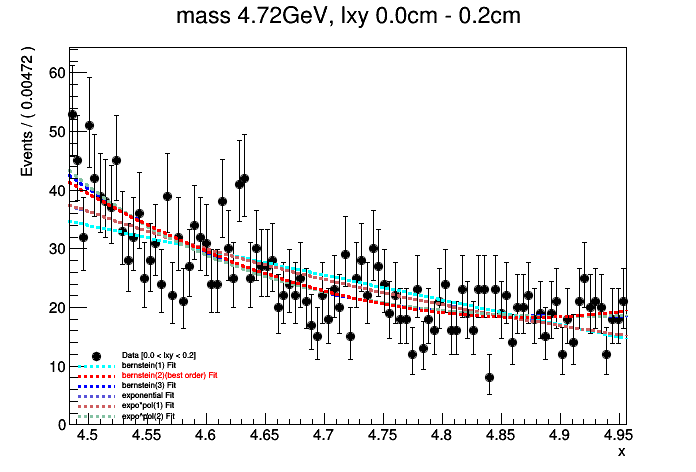 mass 4.72GeV, lxy 0.0cm - 0.2cm
Events / ( 0.00472 )
60
50
40
30
20
10
0
Data [0.0 < lxy < 0.2]
bernstein(1) Fit
bernstein(2)(best order) Fit
bernstein(3) Fit
exponential Fit
expo*pol(1) Fit
expo*pol(2) Fit
4.5 4.55 4.6 4.65 4.7 4.75 4.8 4.85 4.9 4.95
x